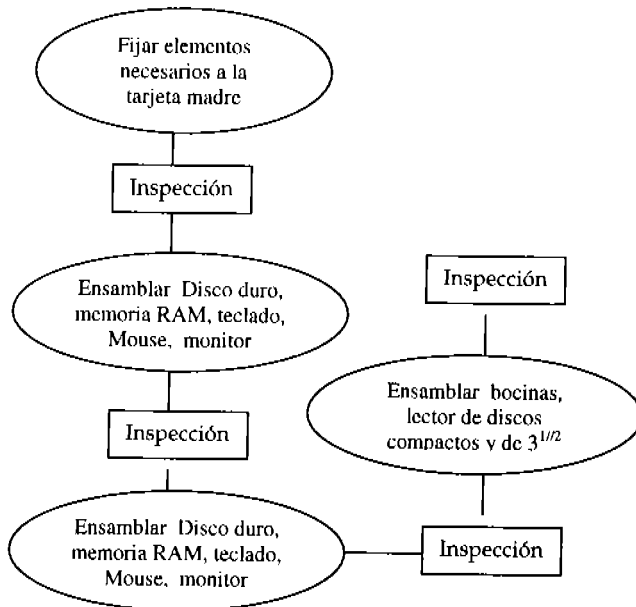 Fijar elementos
necesarios a la
tarjeta madre
Inspección
Ensamblar Disco duro,
memoria RAM, teclado,
Mouse, monitor
Inspección
Ensamblar Disco duro,
memoria RAM, teclado,
Mouse, monitor
Inspección
Ensamblar bocinas,
lector de discos
compactos y de 3^1//2
Inspección